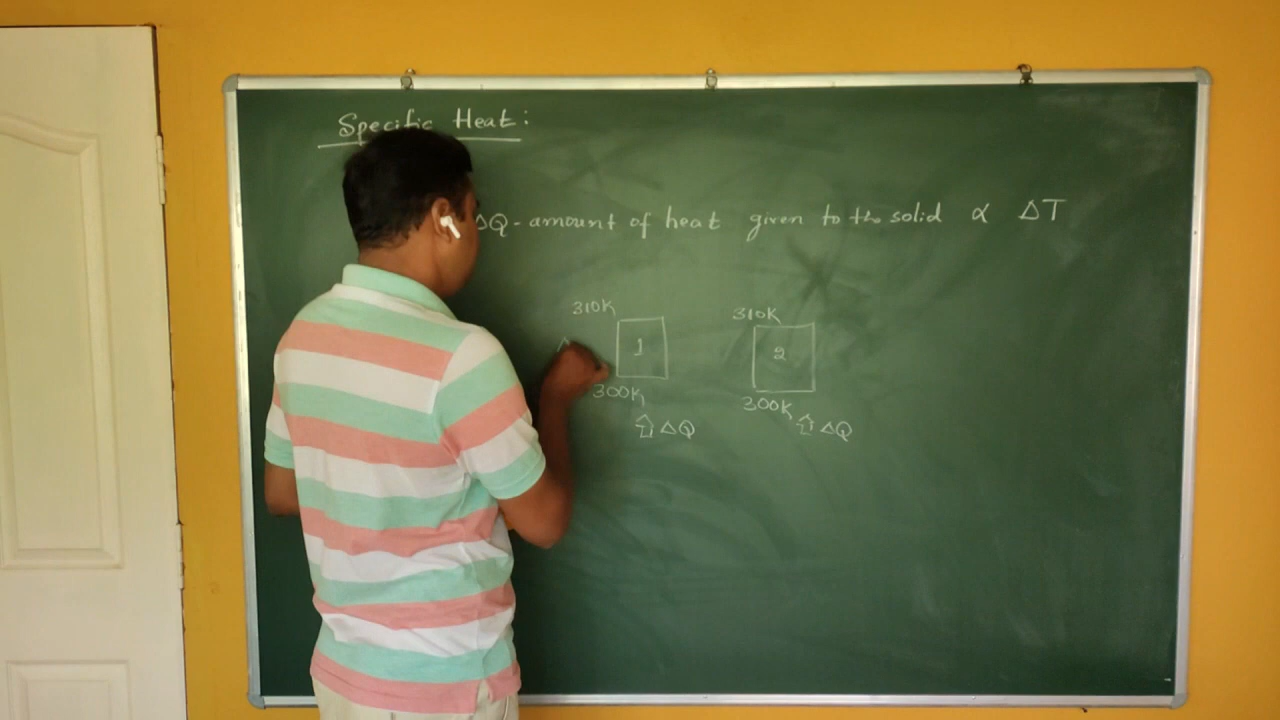 Specific Heat:
ΔQ - amount of heat given to the solid ∝ ΔT
310K 310K
1 2
300K 300K
⇧ ΔQ ⇧ ΔQ